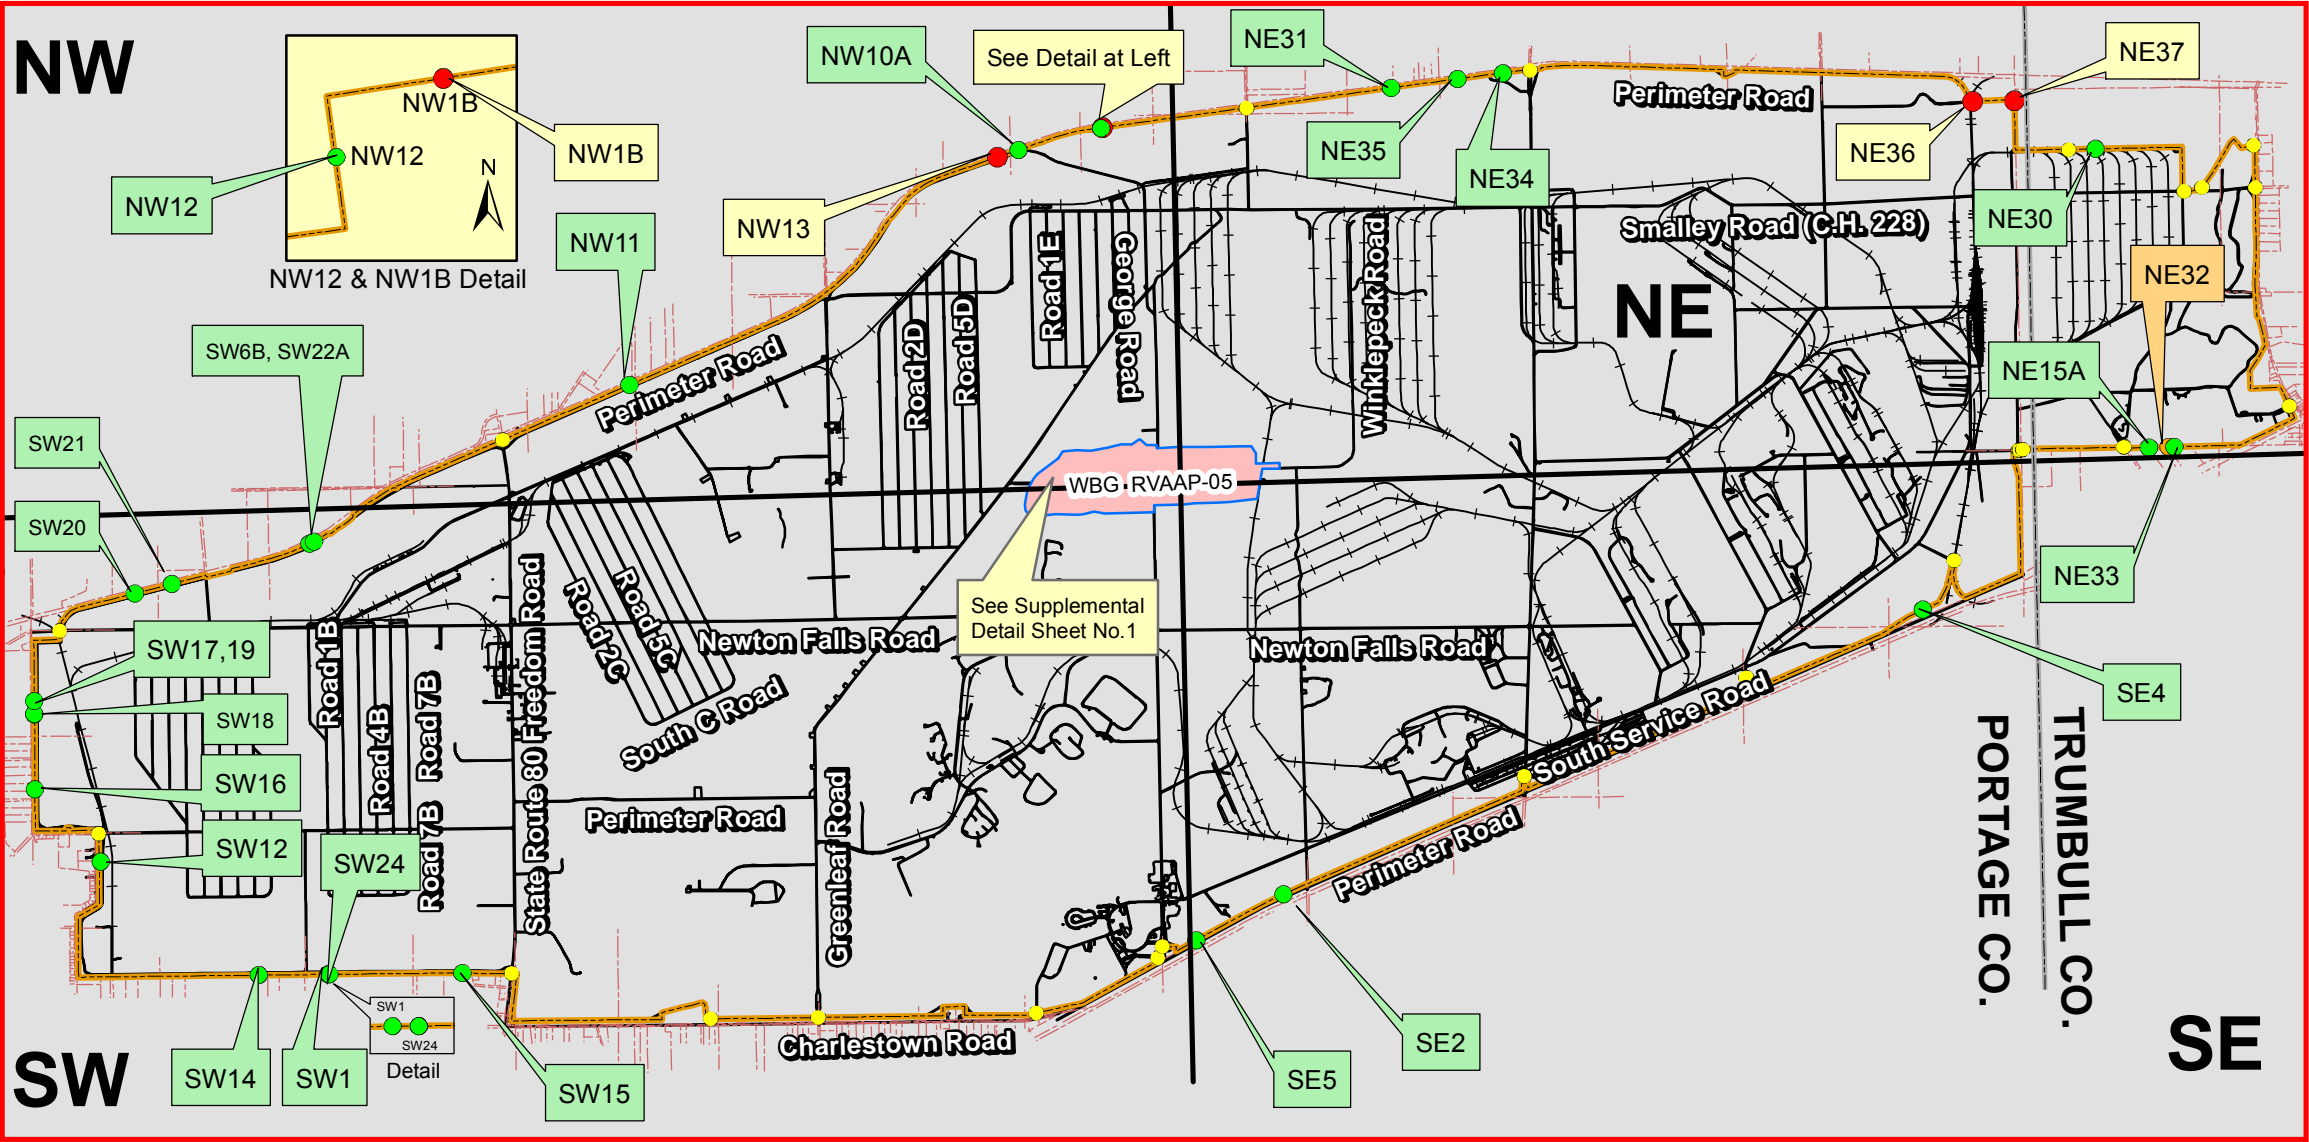 NW
NW1B
NW12
N
NW12
NW1B
NW12 & NW1B Detail
NW10A
See Detail at Left
NE31
NE35
NE34
Perimeter Road
NE37
NE36
NW13
NW11
NE30
Smalley Road (C.H. 228)
NE
NE32
NE15A
NE33
Road 1E
George Road
Winklepeck Road
Road 2D
Road 5D
Perimeter Road
SW6B, SW22A
SW21
SW20
WBG RVAAP-05
See Supplemental
Detail Sheet No.1
SW17,19
SW18
SW16
SW12
SW24
Road 1B
Road 4B
Road 7B
Road 7B
State Route 80 Freedom Road
Road 2C
Road 5C
South C Road
Newton Falls Road
Newton Falls Road
Perimeter Road
Greenleaf Road
South Service Road
Perimeter Road
SE4
PORTAGE CO.
TRUMBULL CO.
SW1
SW24
Detail
SW
SW14
SW1
SW15
Charlestown Road
SE5
SE2
SE